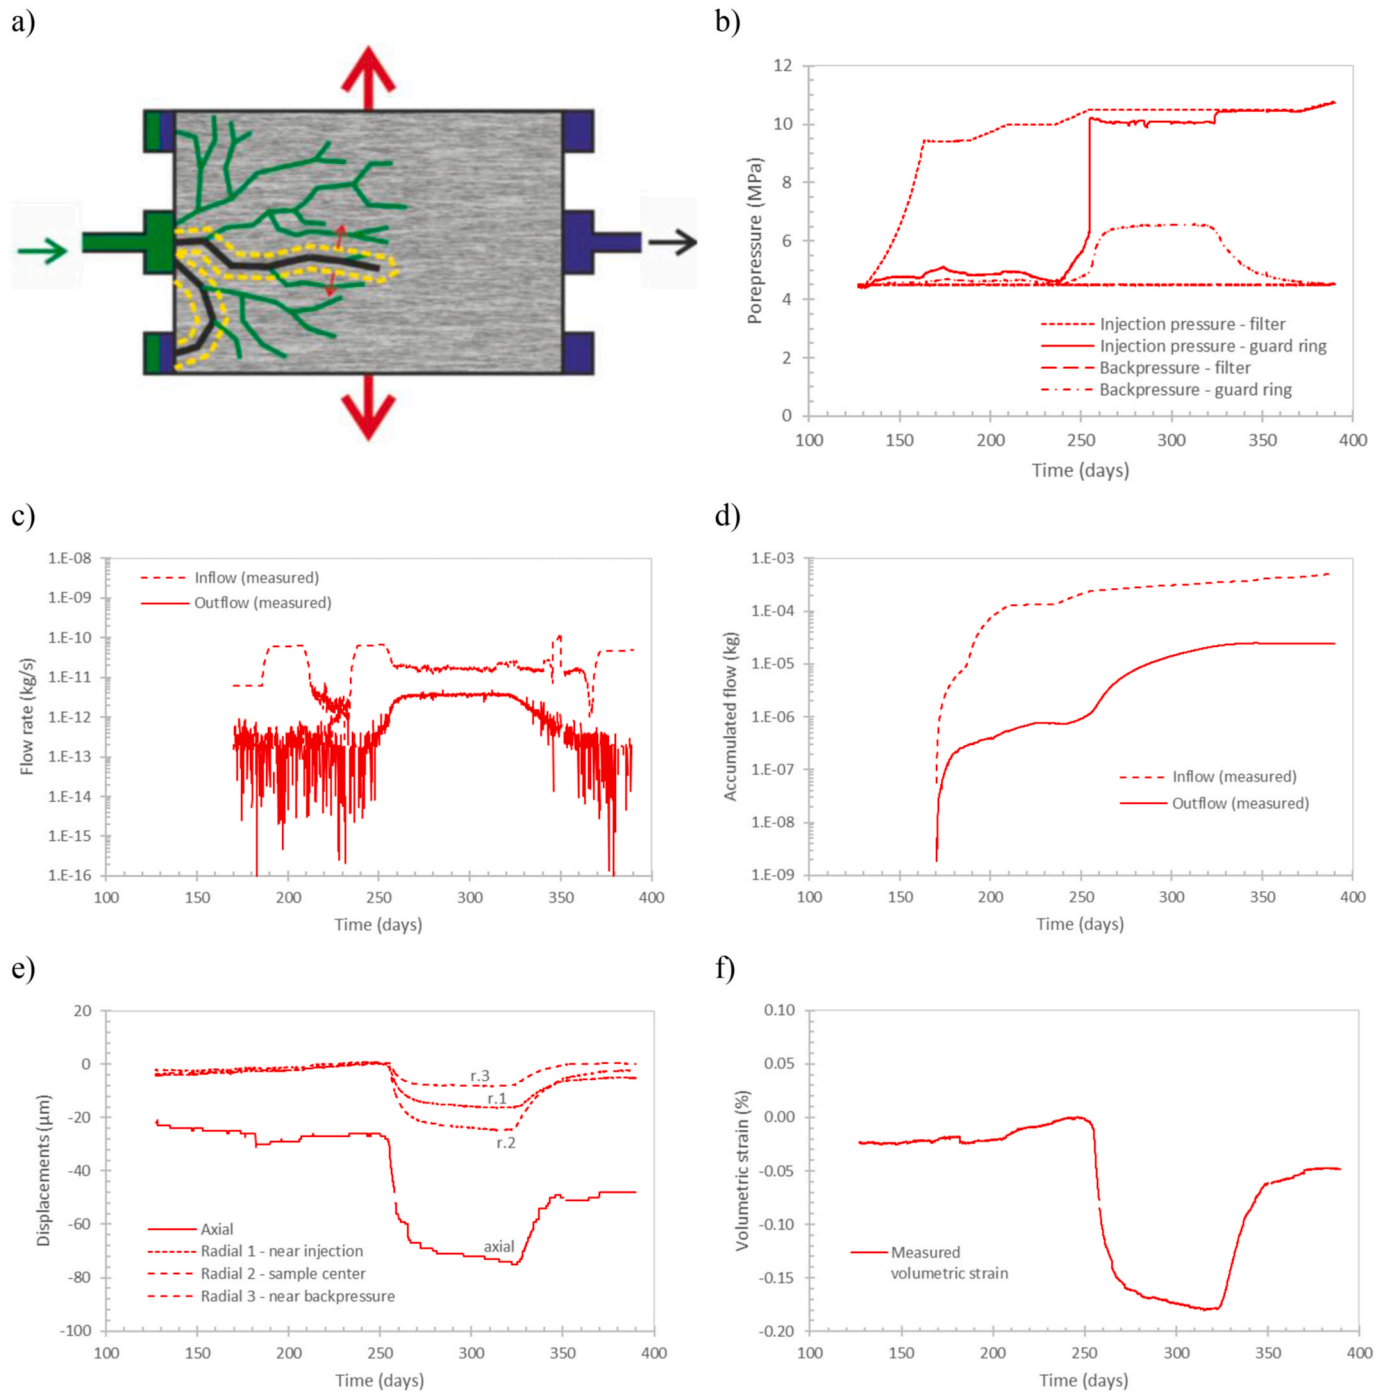 a)
b)
12
10
8
6
4
2
0
Porepressure (MPa)
Injection pressure - filter
Injection pressure - guard ring
Backpressure - filter
Backpressure - guard ring
100 150 200 250 300 350 400
Time (days)
c)
d)
1.E-08
1.E-09
1.E-10
1.E-11
1.E-12
1.E-13
1.E-14
1.E-15
1.E-16
Flow rate (kg/s)
Inflow (measured)
Outflow (measured)
100 150 200 250 300 350 400
Time (days)
1.E-03
1.E-04
1.E-05
1.E-06
1.E-07
1.E-08
1.E-09
Accumulated flow (kg)
Inflow (measured)
Outflow (measured)
100 150 200 250 300 350 400
Time (days)
e)
f)
20
0
-20
-40
-60
-80
-100
Displacements (μm)
r.3
r.1
r.2
axial
Axial
Radial 1 - near injection
Radial 2 - sample center
Radial 3 - near backpressure
100 150 200 250 300 350 400
Time (days)
0.10
0.05
0.00
-0.05
-0.10
-0.15
-0.20
Volumetric strain (%)
Measured
volumetric strain
100 150 200 250 300 350 400
Time (days)